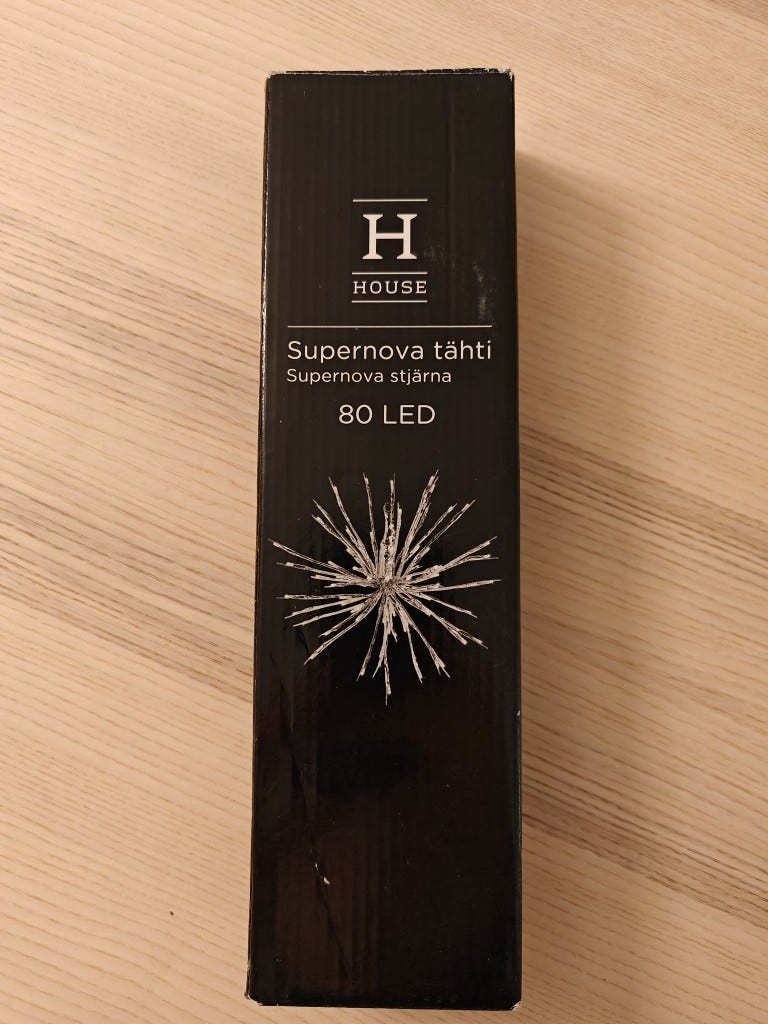 H
HOUSE
Supernova tähti
Supernova stjärna
80 LED